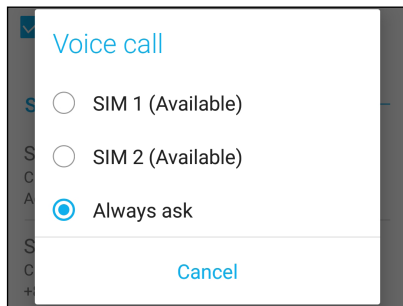 Voice call
SIM 1 (Available)
SIM 2 (Available)
Always ask
Cancel